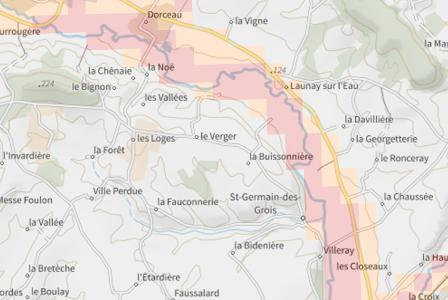 Dorceau
la Vigne
la Noë
la Chênaie
124
.224
le Bignon
Launay sur l'Eau
les Vallées
la Davillière
les Loges
le Verger
la Georgetterie
la Forêt
la Buissonnière
le Ronceray
l'Invardière
Ville Perdue
la Chaussée
la Fauconnerie
St-Germain-des-
Grois
la Vallée
la Bidenière
Villeray
les Closeaux
la Bretèche
l'Étardière
le Boulay
Faussalard
la Croix